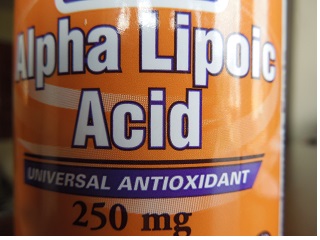 Alpha Lipoic
Acid
UNIVERSAL ANTIOXIDANT
250 mg